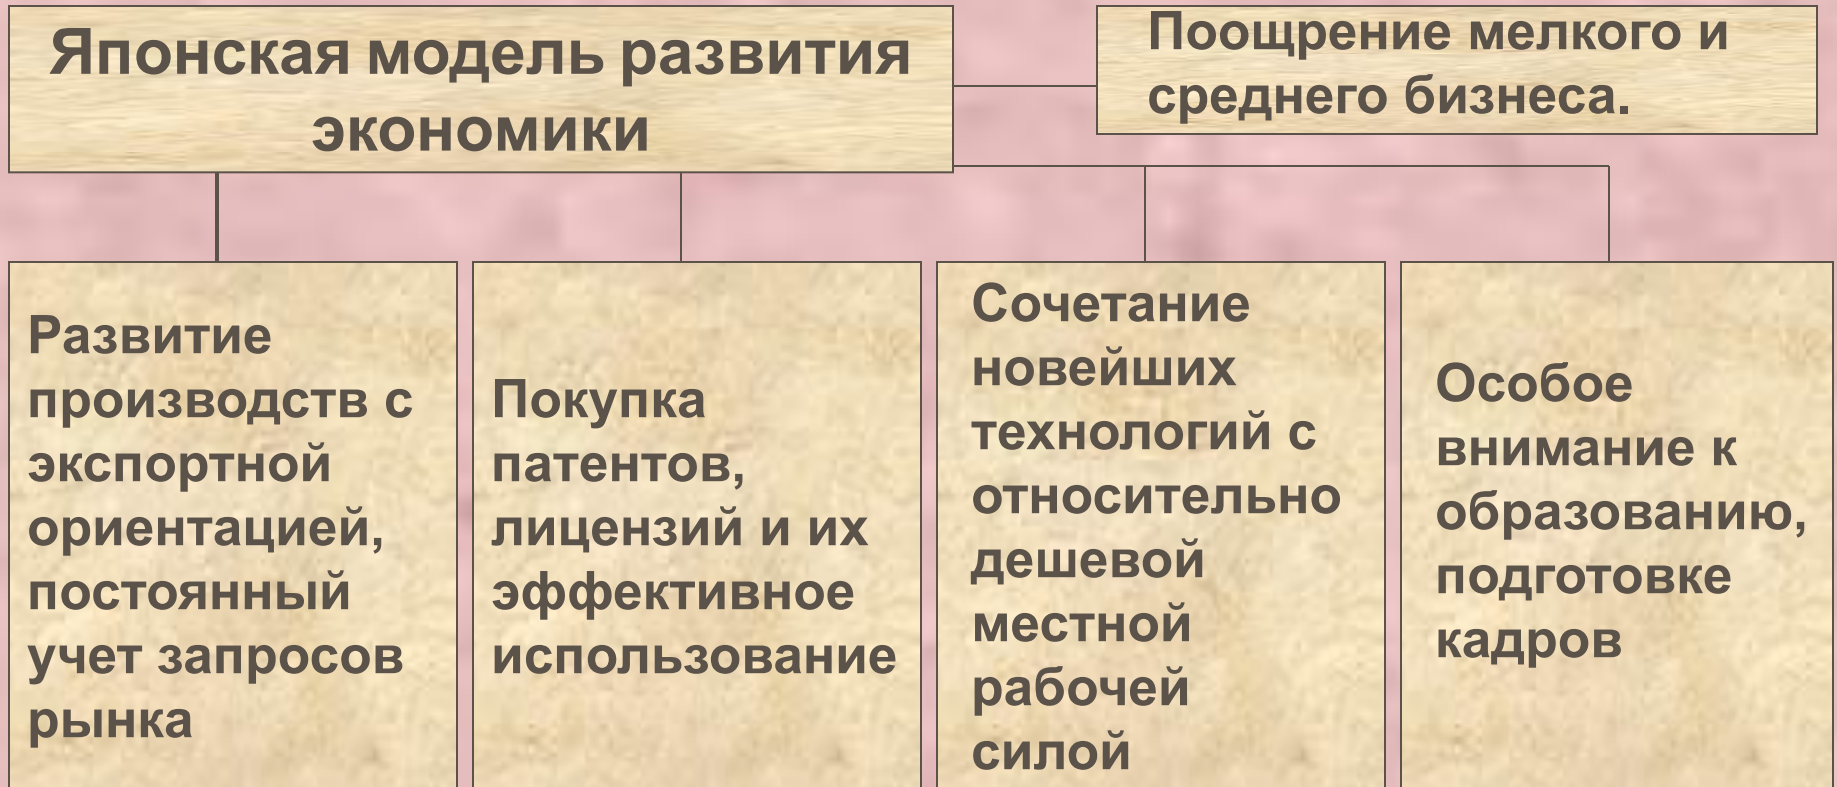 Японская модель развития
экономики
Поощрение мелкого и
среднего бизнеса.
Развитие
производств с
экспортной
ориентацией,
постоянный
учет запросов
рынка
Покупка
патентов,
лицензий и их
эффективное
использование
Сочетание
новейших
технологий с
относительно
дешевой
местной
рабочей
силой
Особое
внимание к
образованию,
подготовке
кадров